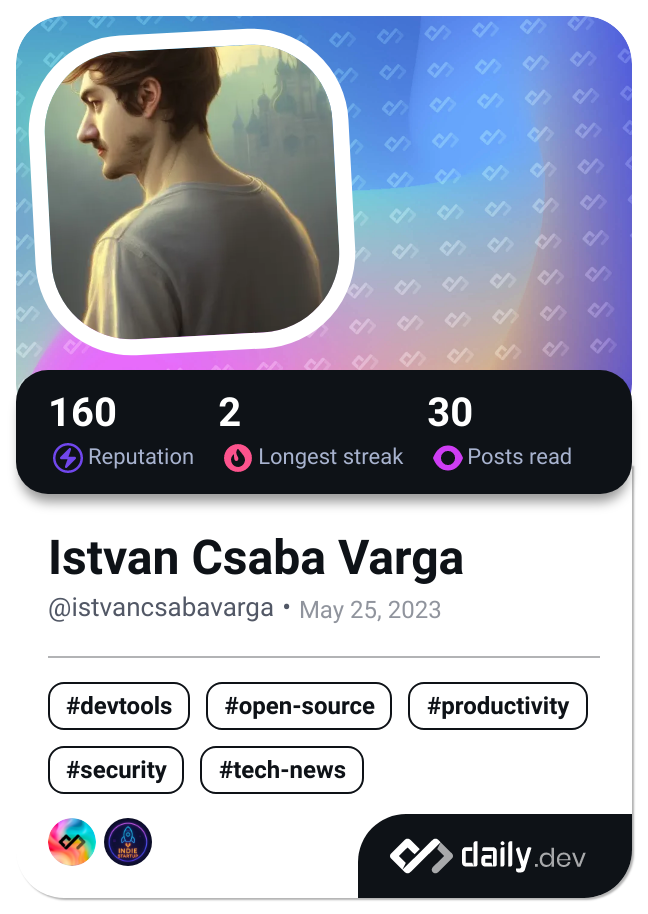 160 2 30
Reputation Longest streak Posts read
Istvan Csaba Varga
@istvancsabavarga • May 25, 2023
#devtools #open-source #productivity
#security #tech-news
INDIE
STARTUP
daily.dev